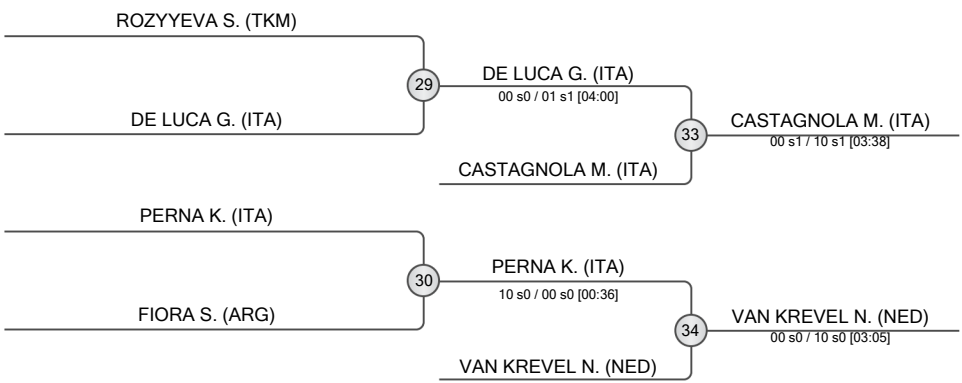 ROZYYEVA S. (TKM)
29
DE LUCA G. (ITA)
00 s0 / 01 s1 [04:00]
DE LUCA G. (ITA)
33
CASTAGNOLA M. (ITA)
00 s1 / 10 s1 [03:38]
CASTAGNOLA M. (ITA)
PERNA K. (ITA)
30
PERNA K. (ITA)
10 s0 / 00 s0 [00:36]
FIORA S. (ARG)
34
VAN KREVEL N. (NED)
00 s0 / 10 s0 [03:05]
VAN KREVEL N. (NED)